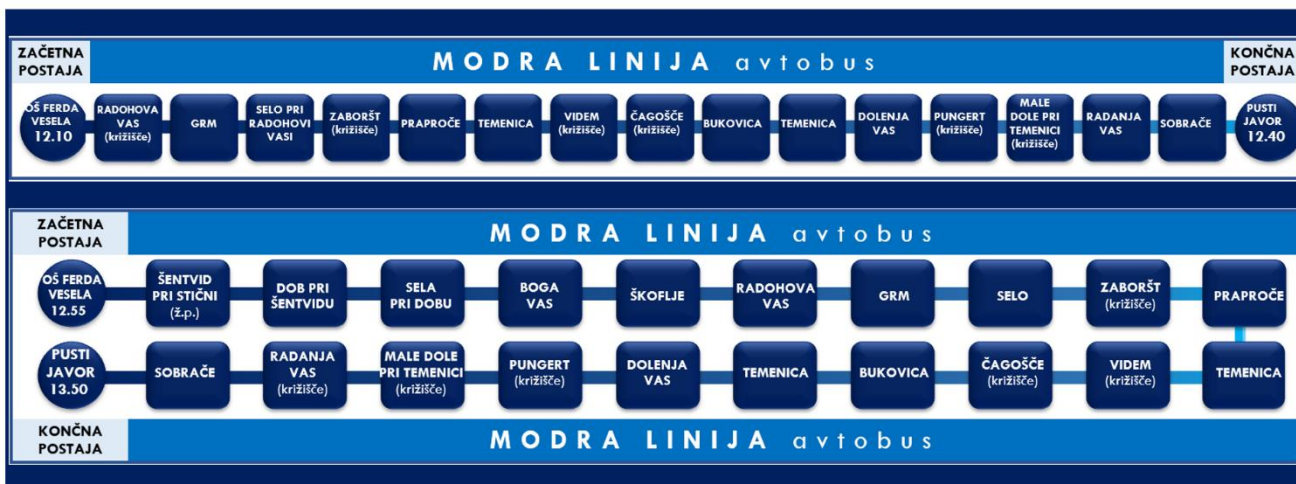 ZAČETNA
POSTAJA
MODRA LINIJA avtobus
KONČNA
POSTAJA
OŠ FERDA
VESELA
12.10
RADOHOVA
VAS
(križišče)
GRM
SELO PRI
RADOHOVI
VASI
ZABORŠT
(križišče)
PRAPROČE
TEMENICA
VIDEM
(križišče)
ČAGOŠČE
(križišče)
BUKOVICA
TEMENICA
DOLENJA
VAS
PUNGERT
(križišče)
MALE
DOLE PRI
TEMENICI
(križišče)
RADANJA
VAS
SOBRAČE
PUSTI
JAVOR
12.40
ZAČETNA
POSTAJA
MODRA LINIJA avtobus
OŠ FERDA
VESELA
12.55
ŠENTVID
PRI STIČNI
(ž.p.)
DOB PRI
ŠENTVIDU
SELA
PRI DOBU
BOGA
VAS
ŠKOFLJE
RADOHOVA
VAS
GRM
SELO
ZABORŠT
(križišče)
PRAPROČE
PUSTI
JAVOR
13.50
SOBRAČE
RADANJA
VAS
(križišče)
MALE DOLE
PRI TEMENICI
(križišče)
PUNGERT
(križišče)
DOLENJA
VAS
TEMENICA
BUKOVICA
ČAGOŠČE
(križišče)
VIDEM
(križišče)
TEMENICA
KONČNA
POSTAJA
MODRA LINIJA avtobus